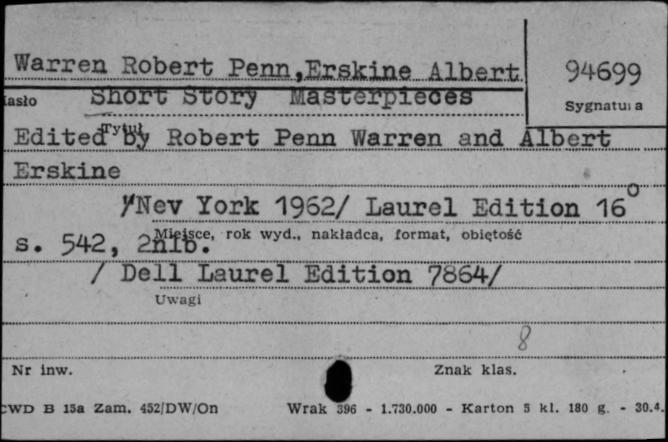 Warren Robert Penn,Erskine Albert
94699
Hasło
Short Story Masterpieces
Sygnatura
Tytuł
Edited by Robert Penn Warren and Albert
Erskine
/Nev York 1962/ Laurel Edition 16°
Miejsce, rok wyd., nakładca, format, obiętość
s. 542, 2nlb.
/ Dell Laurel Edition 7864/
Uwagi
8
Nr inw.
Znak klas.
CWD B 15a Zam. 452/DW/On
Wrak 396 - 1.730.000 - Karton 5 kl. 180 g. - 30.4.